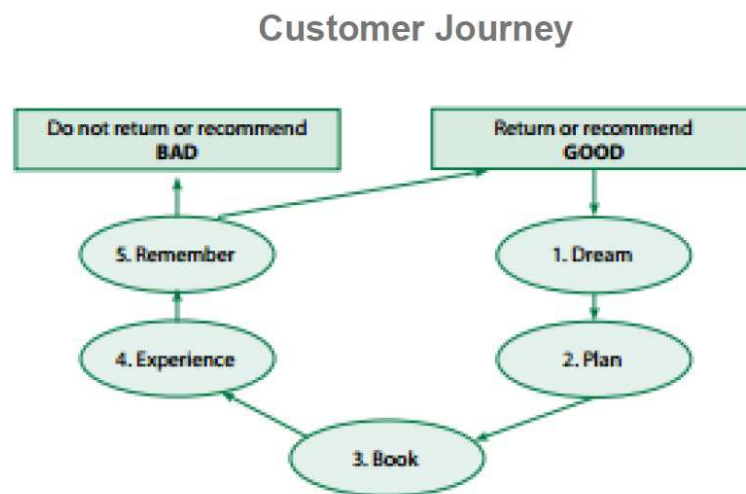 Customer Journey
Do not return or recommend
BAD
Return or recommend
GOOD
5. Remember
1. Dream
4. Experience
2. Plan
3. Book